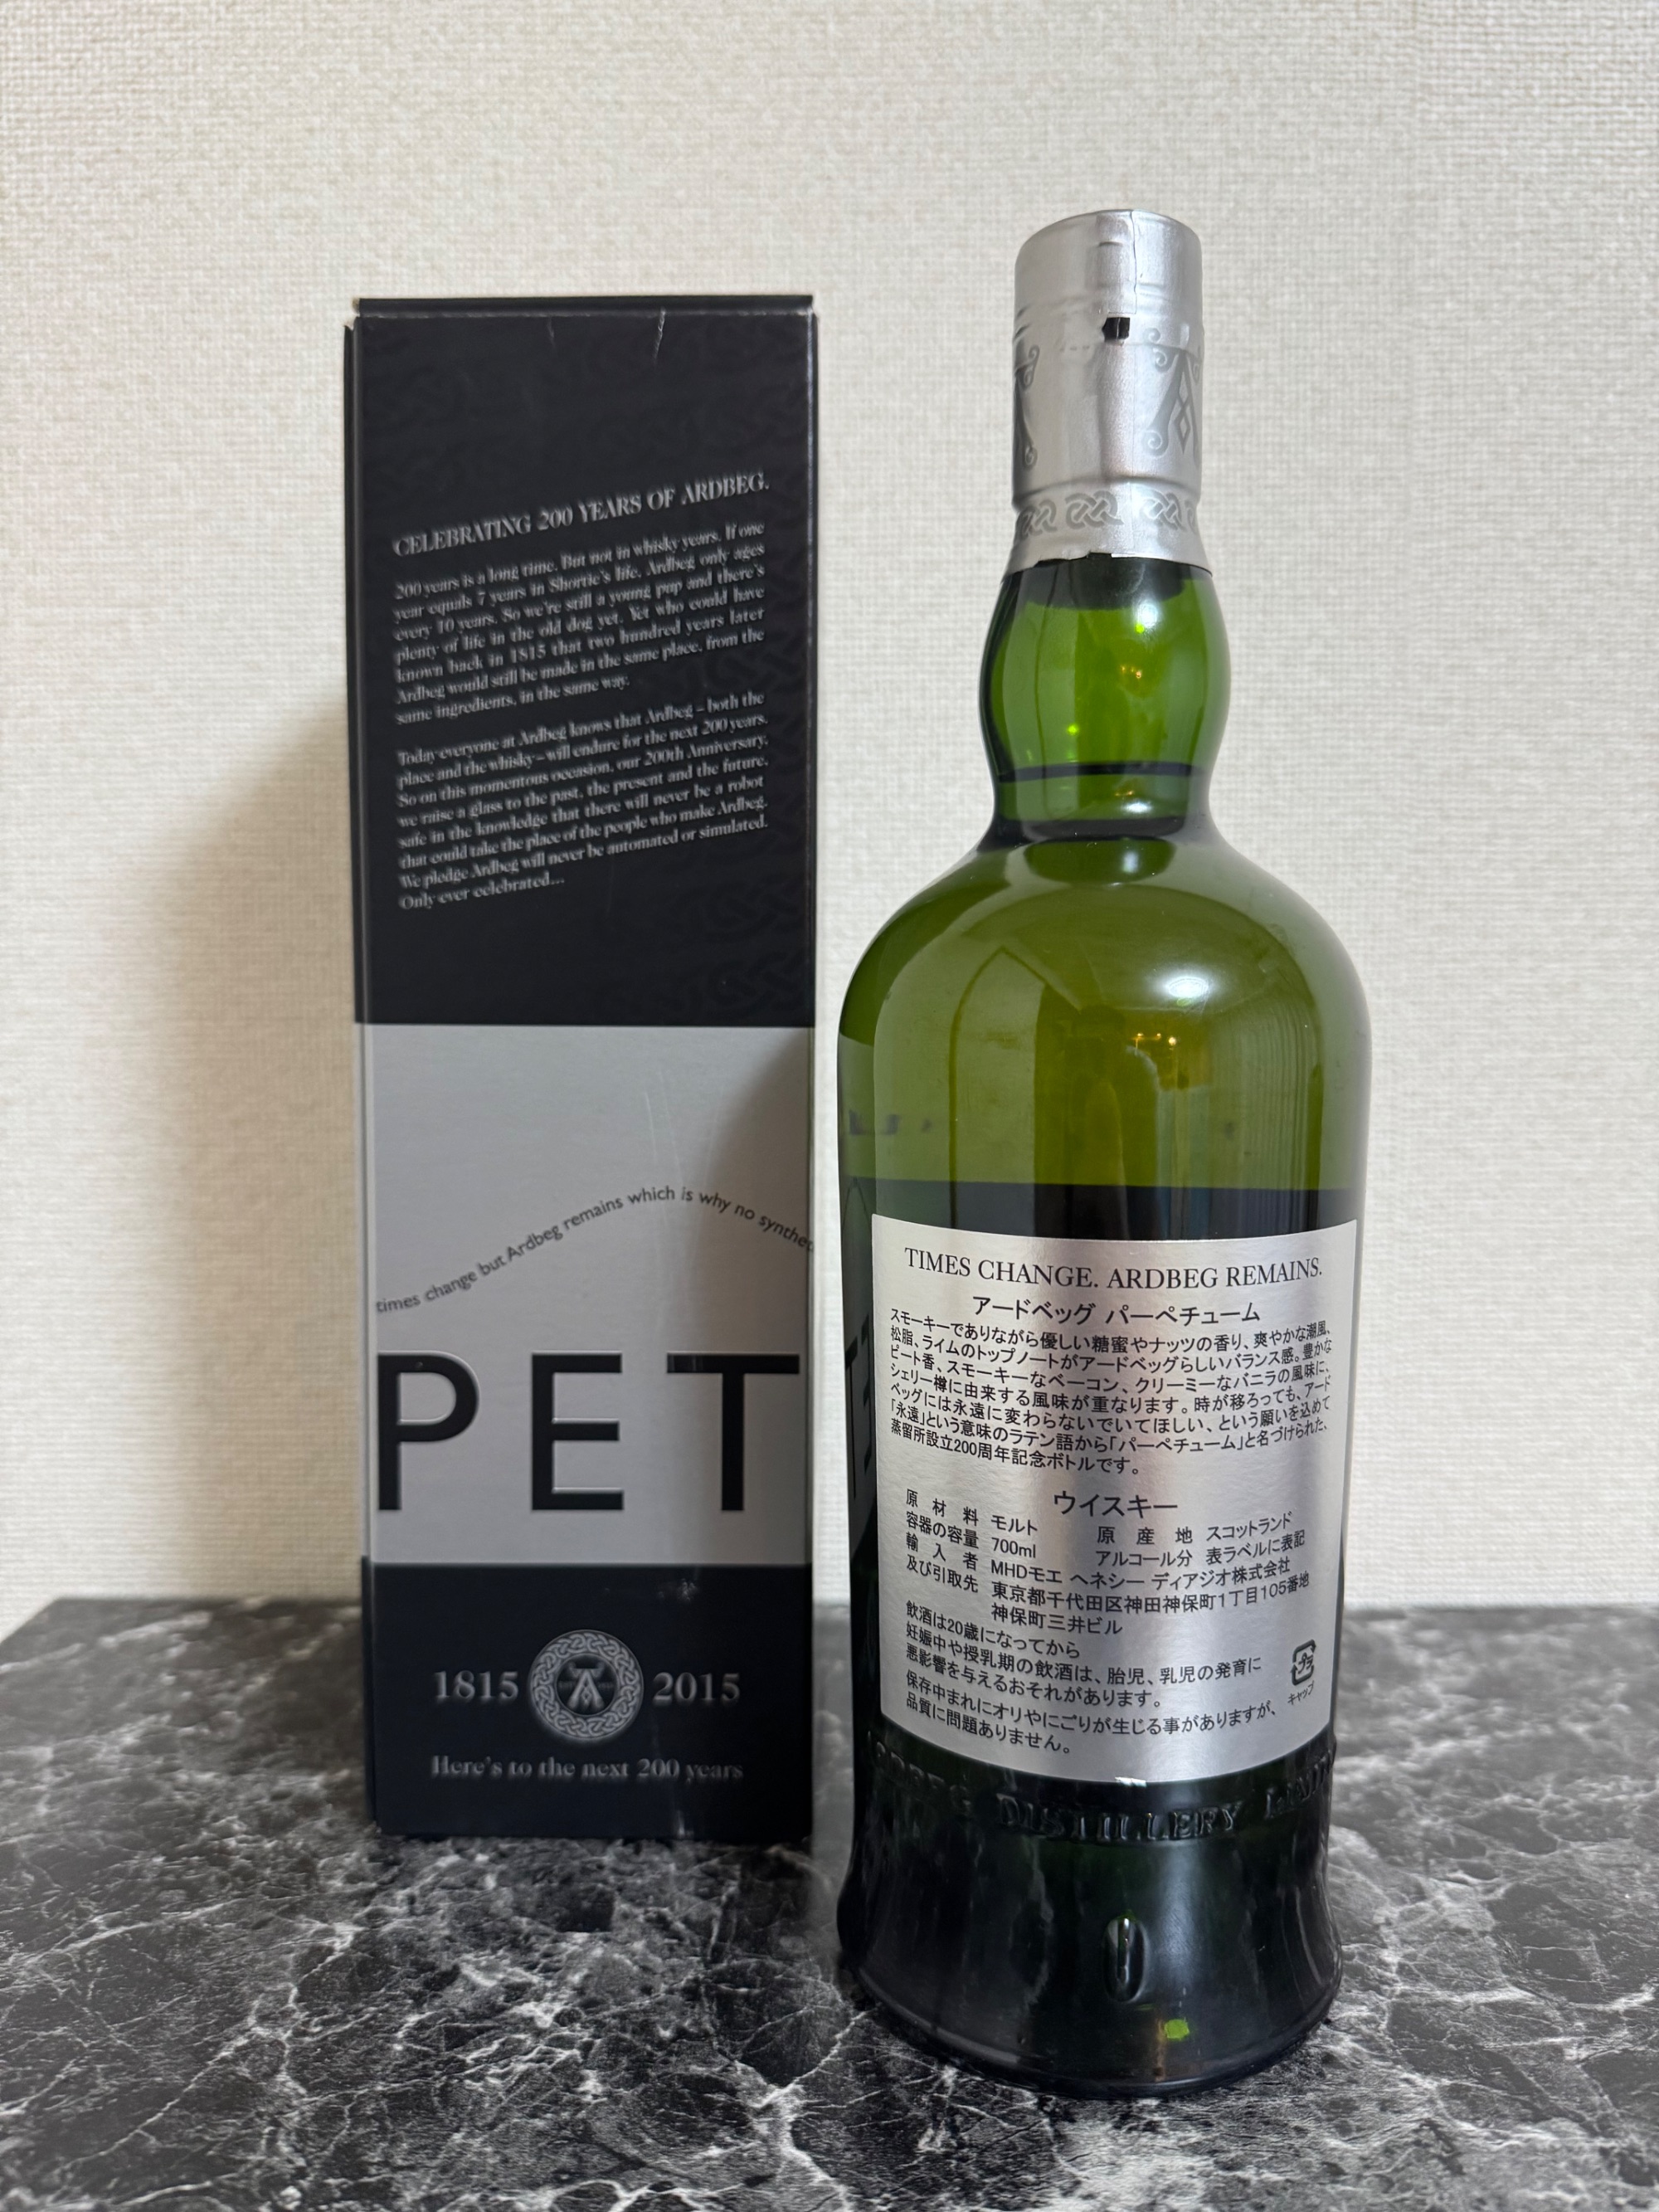 CELEBRATING 200 YEARS OF ARDBEG.
200 years is a long time. But not in whisky years. If one
year equals 7 years in Shortie's life, Ardbeg only ages
every 10 years. So we're still a young pup and there's
plenty of life in the old dog yet. Yet who could have
known back in 1815 that two hundred years later
Ardbeg would still be made in the same place, from the
same ingredients, in the same way.
Today everyone at Ardbeg knows that Ardbeg – both the
place and the whisky – will endure for the next 200 years.
So on this momentous occasion, our 200th Anniversary,
we raise a glass to the past, the present and the future,
safe in the knowledge that there will never be a robot
that could take the place of the people who make Ardbeg.
We pledge Ardbeg will never be automated or simulated.
Only ever celebrated...
times change but Ardbeg remains which is why no synthet
PET
1815 A 2015
Here's to the next 200 years
TIMES CHANGE. ARDBEG REMAINS.
アードベッグ パーペチューム
スモーキーでありながら優しい糖蜜やナッツの香り、爽やかな潮風、
松脂、ライムのトップノートがアードベッグらしいバランス感。豊かな
ピート香、スモーキーなベーコン、クリーミーなバニラの風味に、
シェリー樽に由来する風味が重なります。時が移ろっても、アード
ベッグには永遠に変わらないでいてほしい、という願いを込めて
「永遠」という意味のラテン語から「パーペチューム」と名づけられた、
蒸留所設立200周年記念ボトルです。
ウイスキー
原材料 モルト 原産地 スコットランド
容器の容量 700ml アルコール分 表ラベルに表記
輸入者 MHDモエ ヘネシー ディアジオ株式会社
及び引取先 東京都千代田区神田神保町1丁目105番地
神保町三井ビル
飲酒は20歳になってから
妊娠中や授乳期の飲酒は、胎児、乳児の発育に
悪影響を与えるおそれがあります。
保存中まれにオリやにごりが生じる事がありますが、
品質に問題ありません。
プラ
キャップ
DISTILLERY